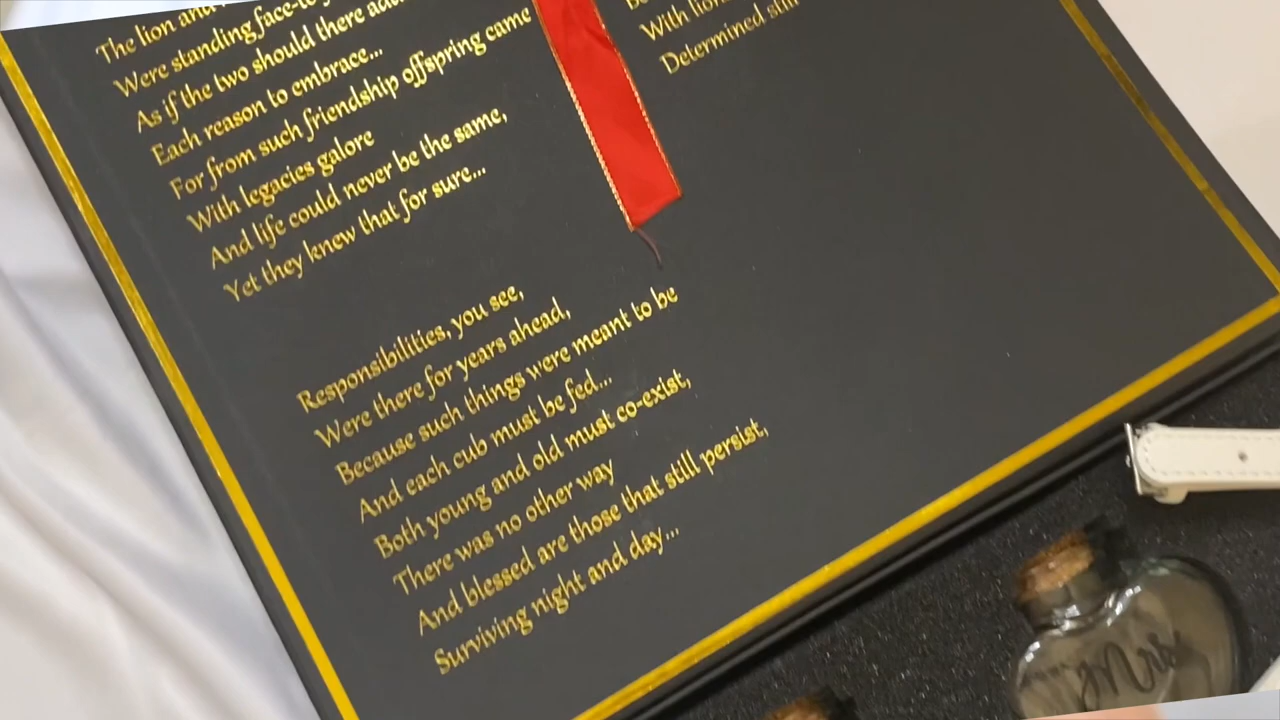 The lion and
Were standing face-to
As if the two should there
Each reason to embrace...
For from such friendship offspring came
With legacies galore
And life could never be the same,
Yet they knew that for sure...
Responsibilities, you see,
Were there for years ahead,
Because such things were meant to be
And each cub must be fed...
Both young and old must co-exist,
There was no other way
And blessed are those that still persist,
Surviving night and day...
With
Determined still